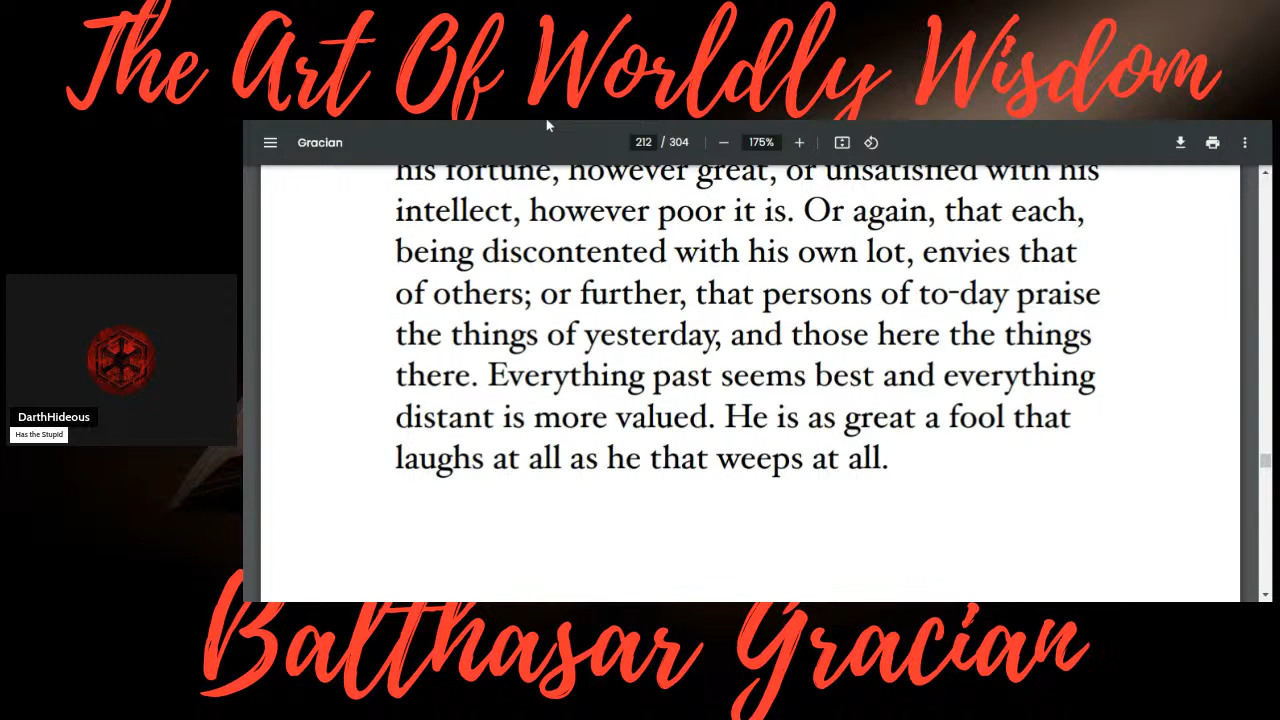 The Art Of Worldly Wisdom
Gracian
212 / 304
175%
his fortune, however great, or unsatisfied with his
intellect, however poor it is. Or again, that each,
being discontented with his own lot, envies that
of others; or further, that persons of to-day praise
the things of yesterday, and those here the things
there. Everything past seems best and everything
distant is more valued. He is as great a fool that
laughs at all as he that weeps at all.
DarthHideous
Has the Stupid
Balthasar Gracian